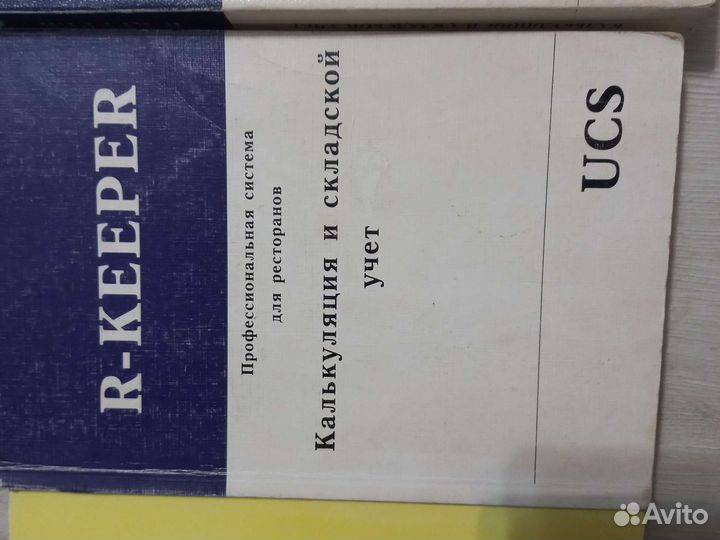 R-KEEPER
Профессиональная система
для ресторанов
Калькуляция и складской
учет
UCS
Avito